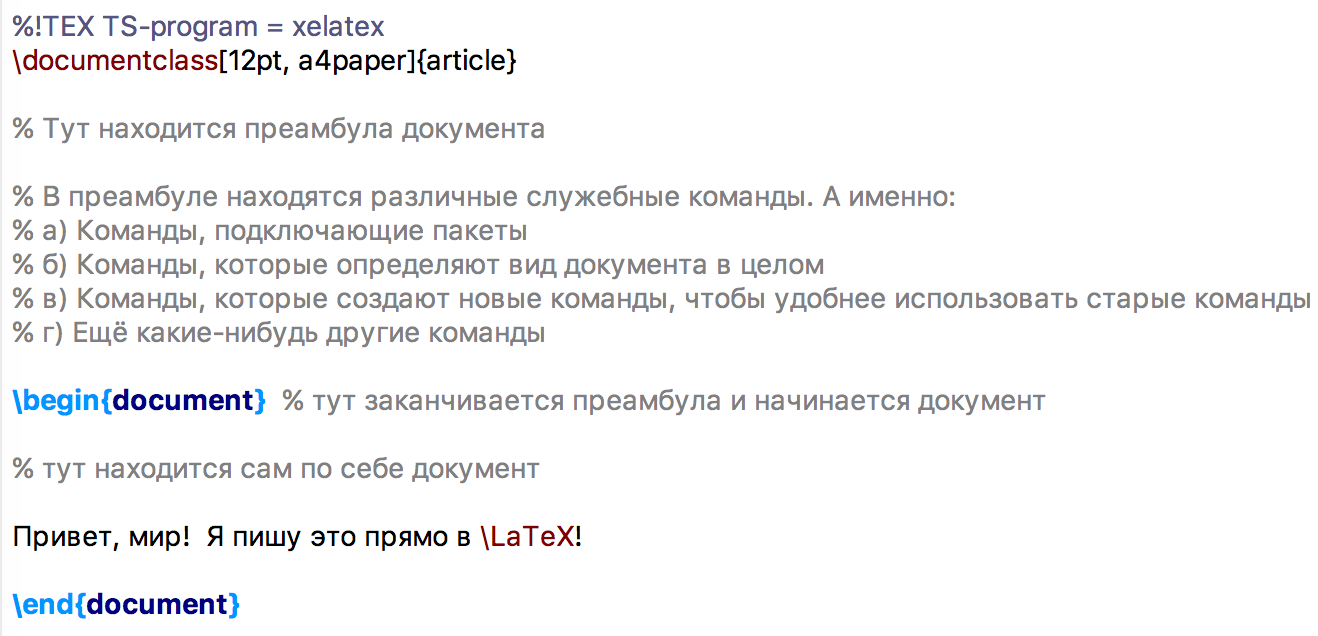 %!TEX TS-program = xelatex
\documentclass[12pt, a4paper]{article}
% Тут находится преамбула документа
% В преамбуле находятся различные служебные команды. А именно:
% а) Команды, подключающие пакеты
% б) Команды, которые определяют вид документа в целом
% в) Команды, которые создают новые команды, чтобы удобнее использовать старые команды
% г) Ещё какие-нибудь другие команды
\begin{document}  % тут заканчивается преамбула и начинается документ
% тут находится сам по себе документ
Привет, мир!  Я пишу это прямо в \LaTeX!
\end{document}